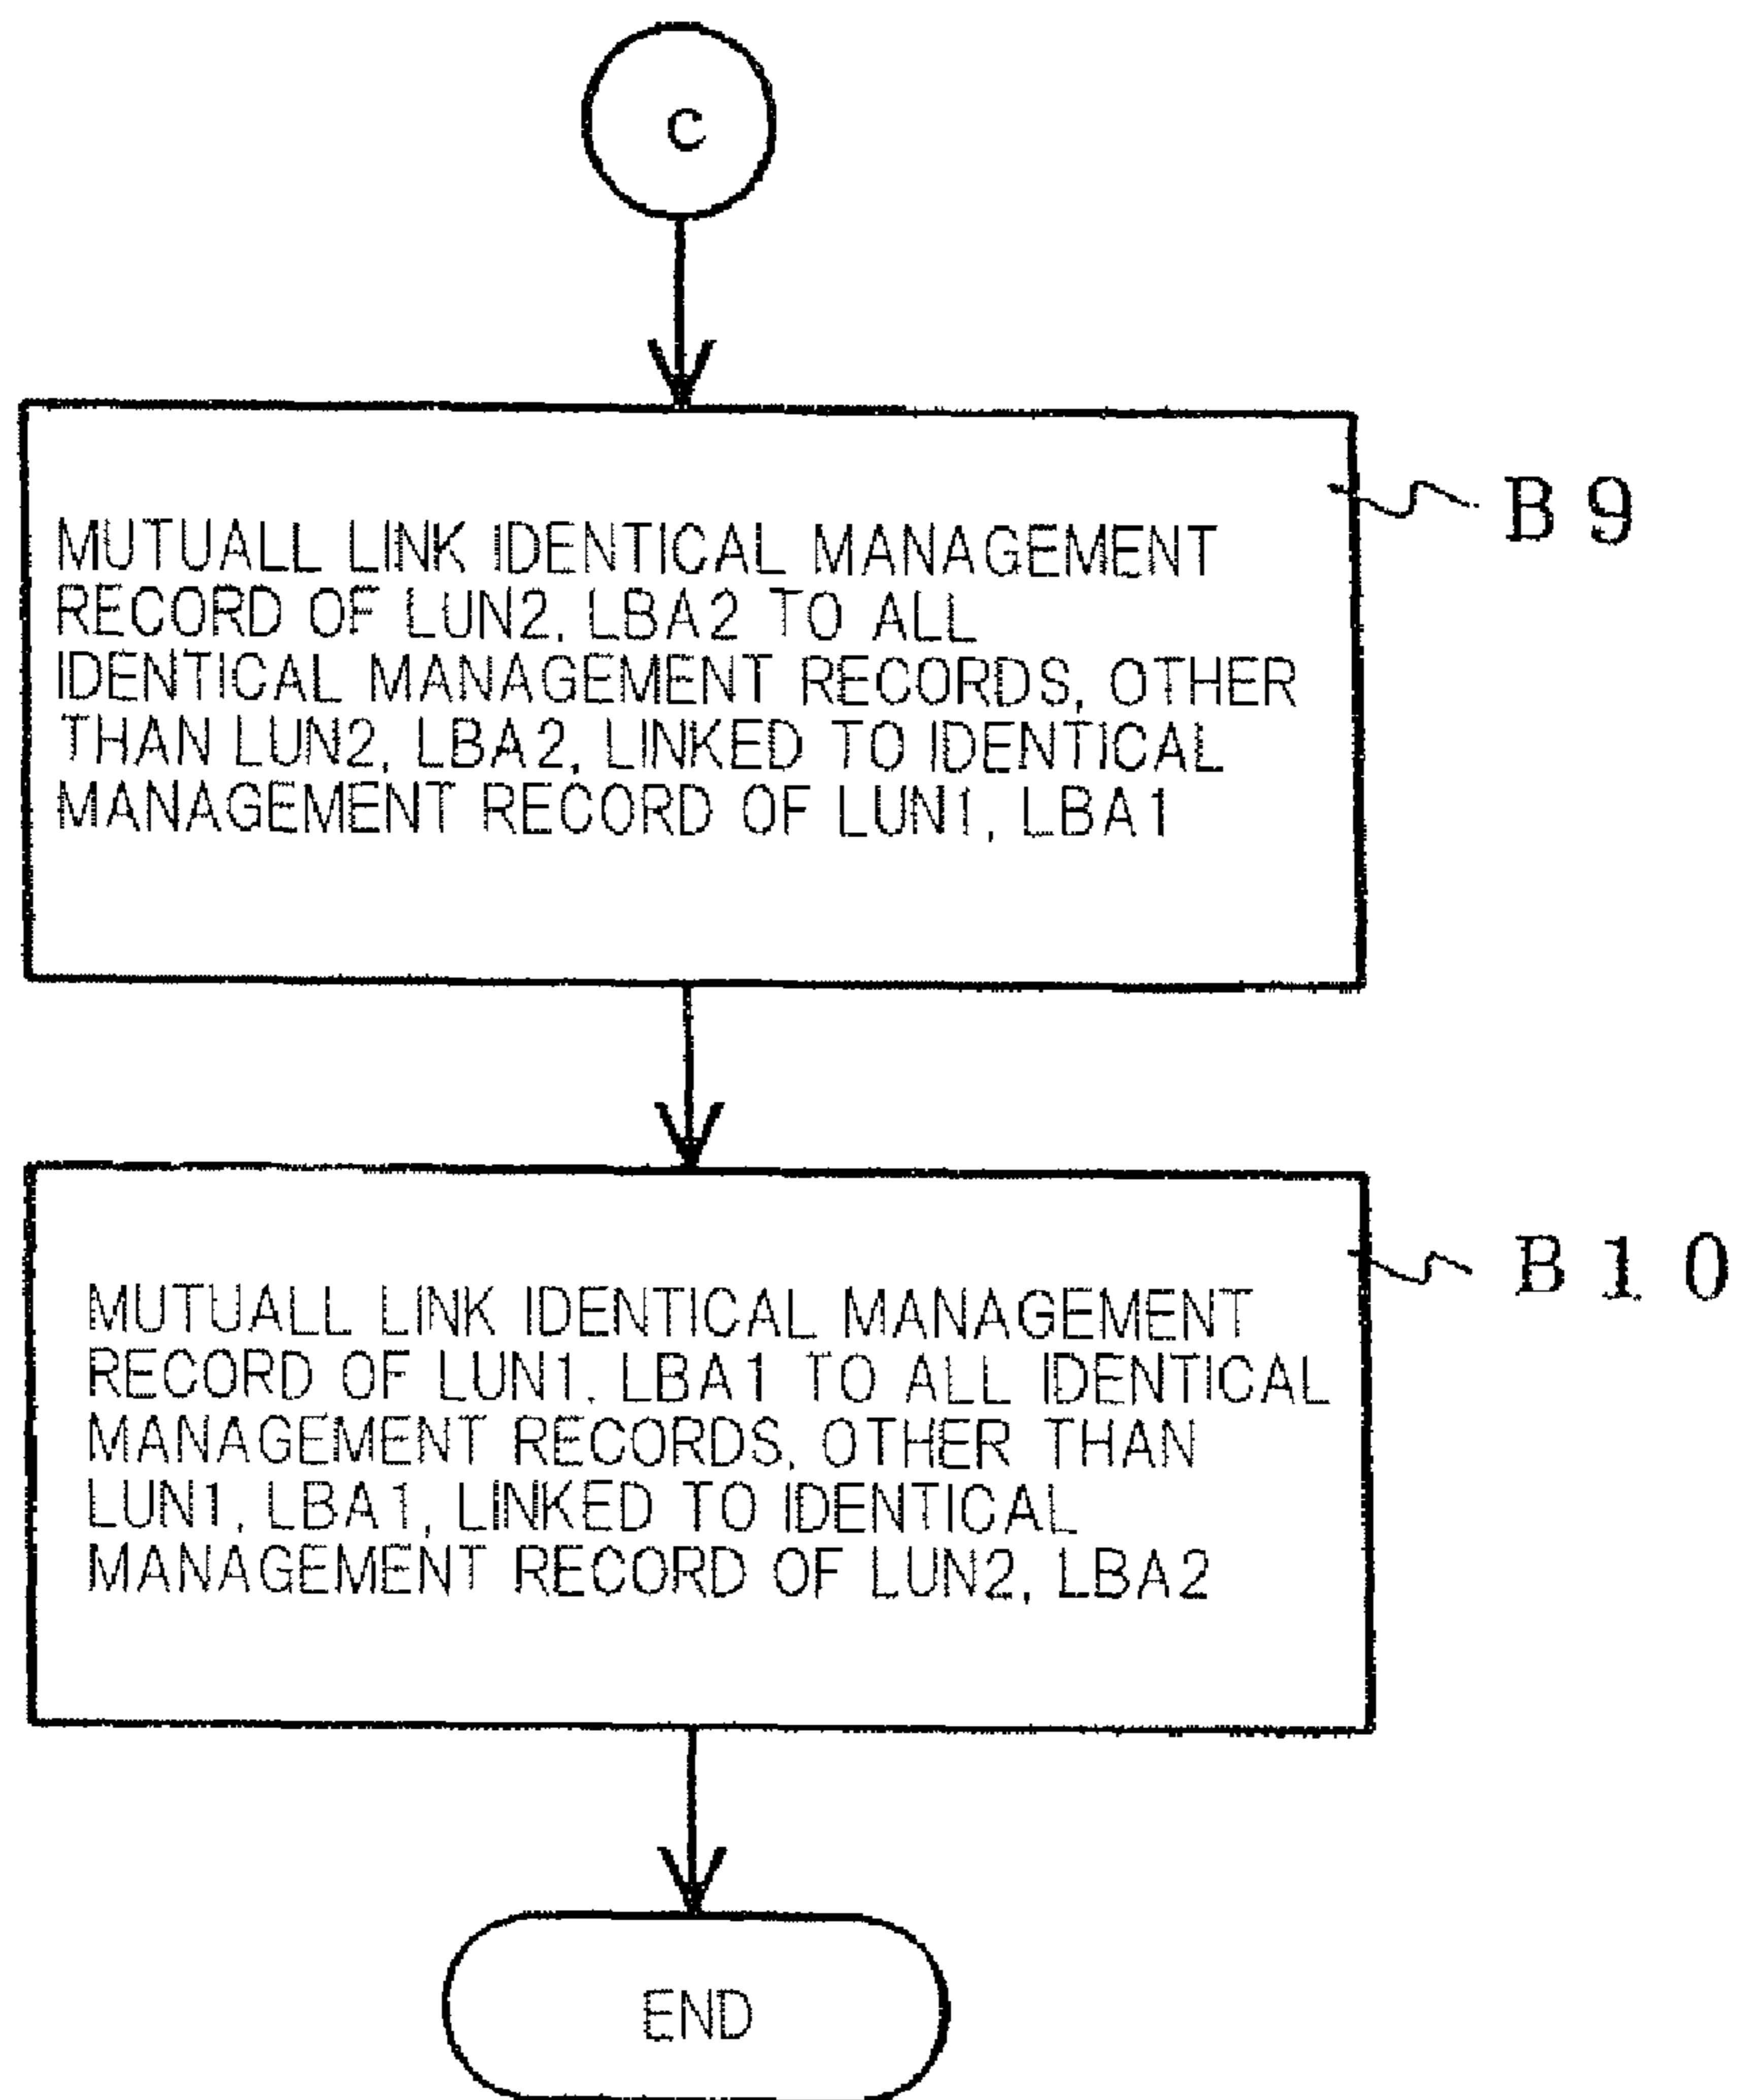 c
MUTUALL LINK IDENTICAL MANAGEMENT
RECORD OF LUN2, LBA2 TO ALL
IDENTICAL MANAGEMENT RECORDS, OTHER
THAN LUN2, LBA2, LINKED TO IDENTICAL
MANAGEMENT RECORD OF LUN1, LBA1
B9
MUTUALL LINK IDENTICAL MANAGEMENT
RECORD OF LUN1, LBA1 TO ALL IDENTICAL
MANAGEMENT RECORDS, OTHER THAN
LUN1, LBA1, LINKED TO IDENTICAL
MANAGEMENT RECORD OF LUN2, LBA2
B10
END